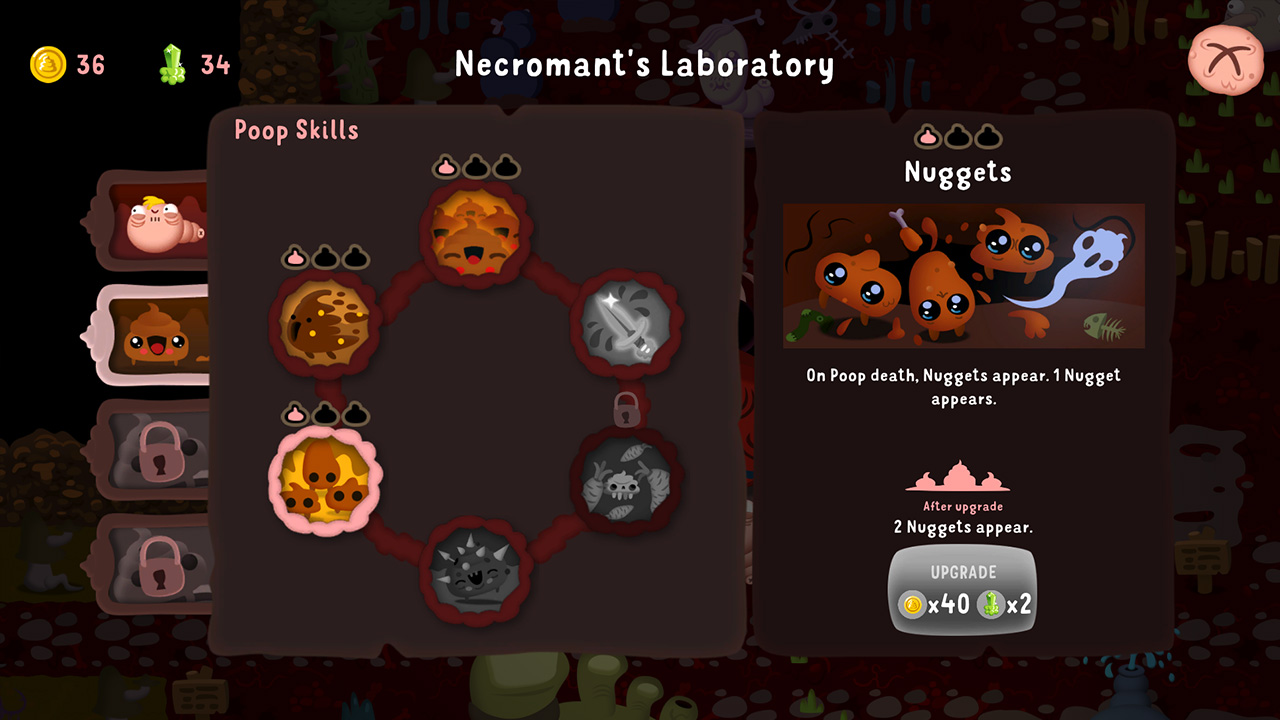 36
34
Necromant's Laboratory
Poop Skills
Nuggets
On Poop death, Nuggets appear. 1 Nugget
appears.
After upgrade
2 Nuggets appear.
UPGRADE
x40 x2